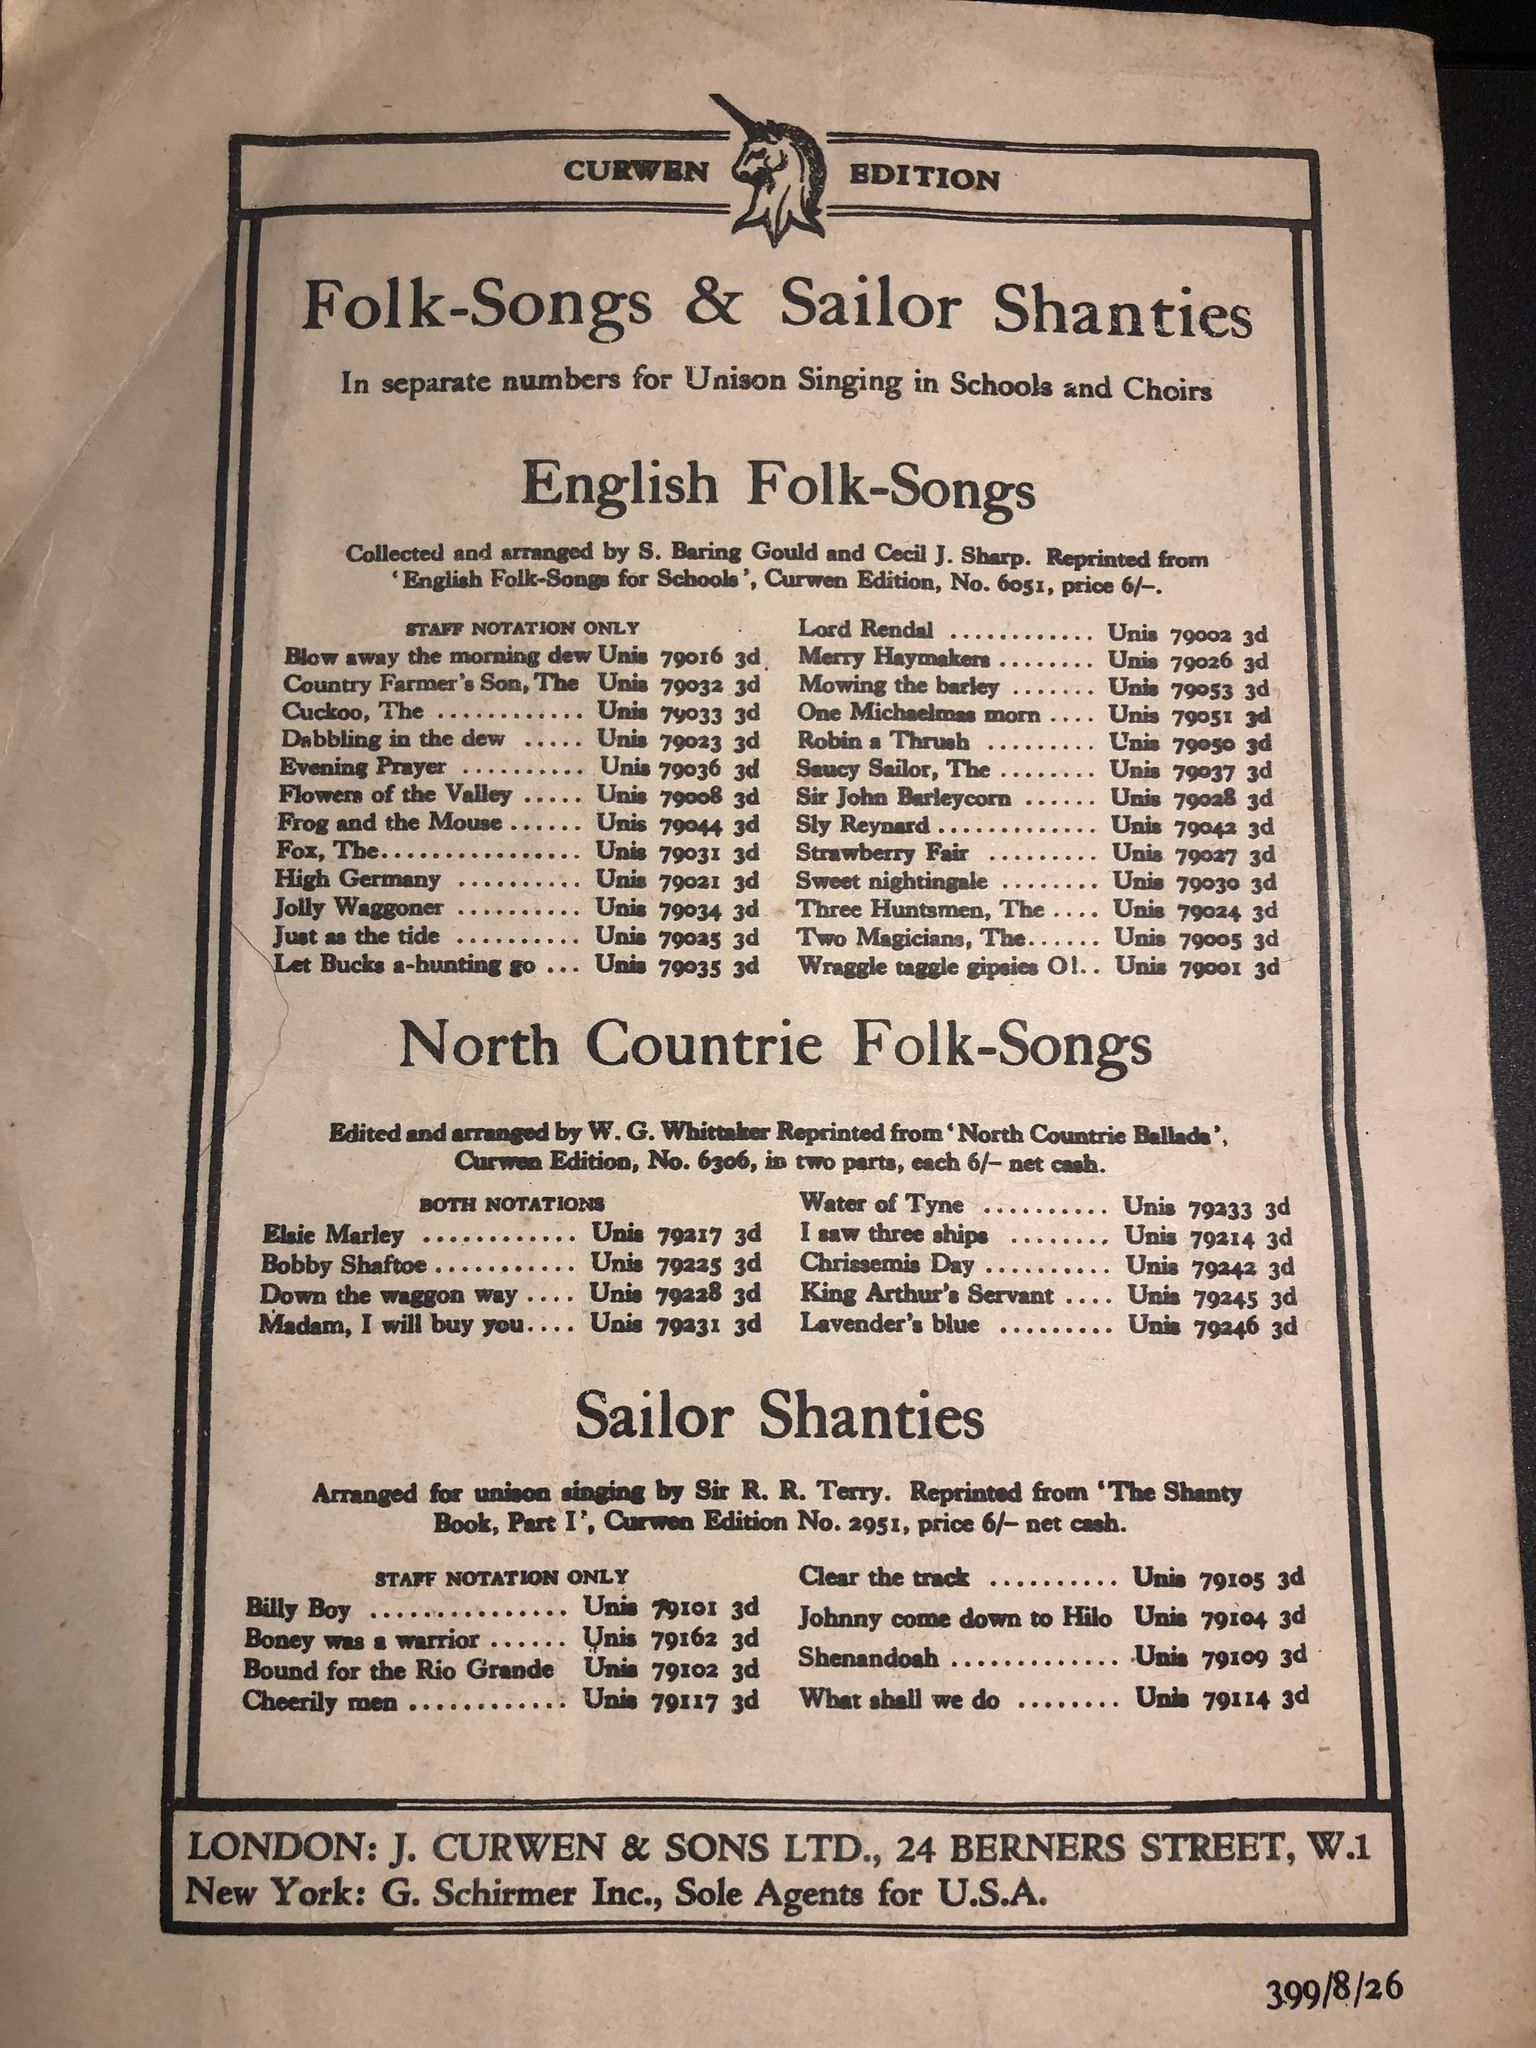 CURWEN EDITION
Folk-Songs & Sailor Shanties
In separate numbers for Unison Singing in Schools and Choirs
English Folk-Songs
Collected and arranged by S. Baring Gould and Cecil J. Sharp. Reprinted from
‘English Folk-Songs for Schools’, Curwen Edition, No. 6051, price 6/–.
STAFF NOTATION ONLY
Blow away the morning dew Unis 79016 3d
Country Farmer's Son, The Unis 79032 3d
Cuckoo, The ............ Unis 79033 3d
Dabbling in the dew ..... Unis 79023 3d
Evening Prayer .......... Unis 79036 3d
Flowers of the Valley ..... Unis 79008 3d
Frog and the Mouse ...... Unis 79044 3d
Fox, The................ Unis 79031 3d
High Germany .......... Unis 79021 3d
Jolly Waggoner .......... Unis 79034 3d
Just as the tide .......... Unis 79025 3d
Let Bucks a-hunting go ... Unis 79035 3d
Lord Rendal ............ Unis 79002 3d
Merry Haymakers ........ Unis 79026 3d
Mowing the barley ....... Unis 79053 3d
One Michaelmas morn .... Unis 79051 3d
Robin a Thrush ......... Unis 79050 3d
Saucy Sailor, The ........ Unis 79037 3d
Sir John Barleycorn ...... Unis 79028 3d
Sly Reynard ............. Unis 79042 3d
Strawberry Fair ......... Unis 79027 3d
Sweet nightingale ........ Unis 79030 3d
Three Huntsmen, The .... Unis 79024 3d
Two Magicians, The...... Unis 79005 3d
Wraggle taggle gipsies O!.. Unis 79001 3d
North Countrie Folk-Songs
Edited and arranged by W. G. Whittaker Reprinted from ‘North Countrie Ballads’,
Curwen Edition, No. 6306, in two parts, each 6/– net cash.
BOTH NOTATIONS
Elsie Marley ............ Unis 79217 3d
Bobby Shaftoe ........... Unis 79225 3d
Down the waggon way .... Unis 79228 3d
Madam, I will buy you.... Unis 79231 3d
Water of Tyne .......... Unis 79233 3d
I saw three ships ........ Unis 79214 3d
Chrissemis Day .......... Unis 79242 3d
King Arthur's Servant .... Unis 79245 3d
Lavender's blue ......... Unis 79246 3d
Sailor Shanties
Arranged for unison singing by Sir R. R. Terry. Reprinted from ‘The Shanty
Book, Part I’, Curwen Edition No. 2951, price 6/– net cash.
STAFF NOTATION ONLY
Billy Boy ............... Unis 79101 3d
Boney was a warrior ...... Unis 79162 3d
Bound for the Rio Grande Unis 79102 3d
Cheerily men ............ Unis 79117 3d
Clear the track .......... Unis 79105 3d
Johnny come down to Hilo Unis 79104 3d
Shenandoah ............. Unis 79109 3d
What shall we do ........ Unis 79114 3d
LONDON: J. CURWEN & SONS LTD., 24 BERNERS STREET, W.1
New York: G. Schirmer Inc., Sole Agents for U.S.A.
399/8/26